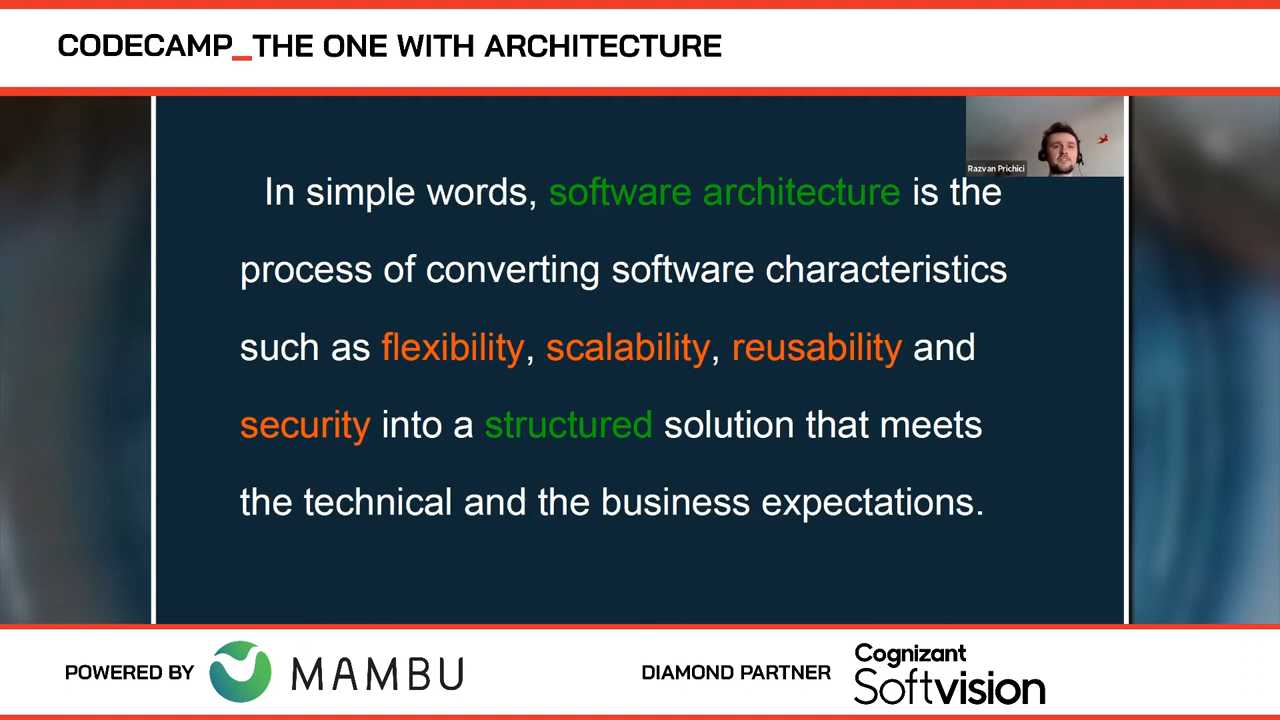 CODECAMP_THE ONE WITH ARCHITECTURE
Razvan Prichici
In simple words, software architecture is the
process of converting software characteristics
such as flexibility, scalability, reusability and
security into a structured solution that meets
the technical and the business expectations.
POWERED BY MAMBU
DIAMOND PARTNER Cognizant Softvision